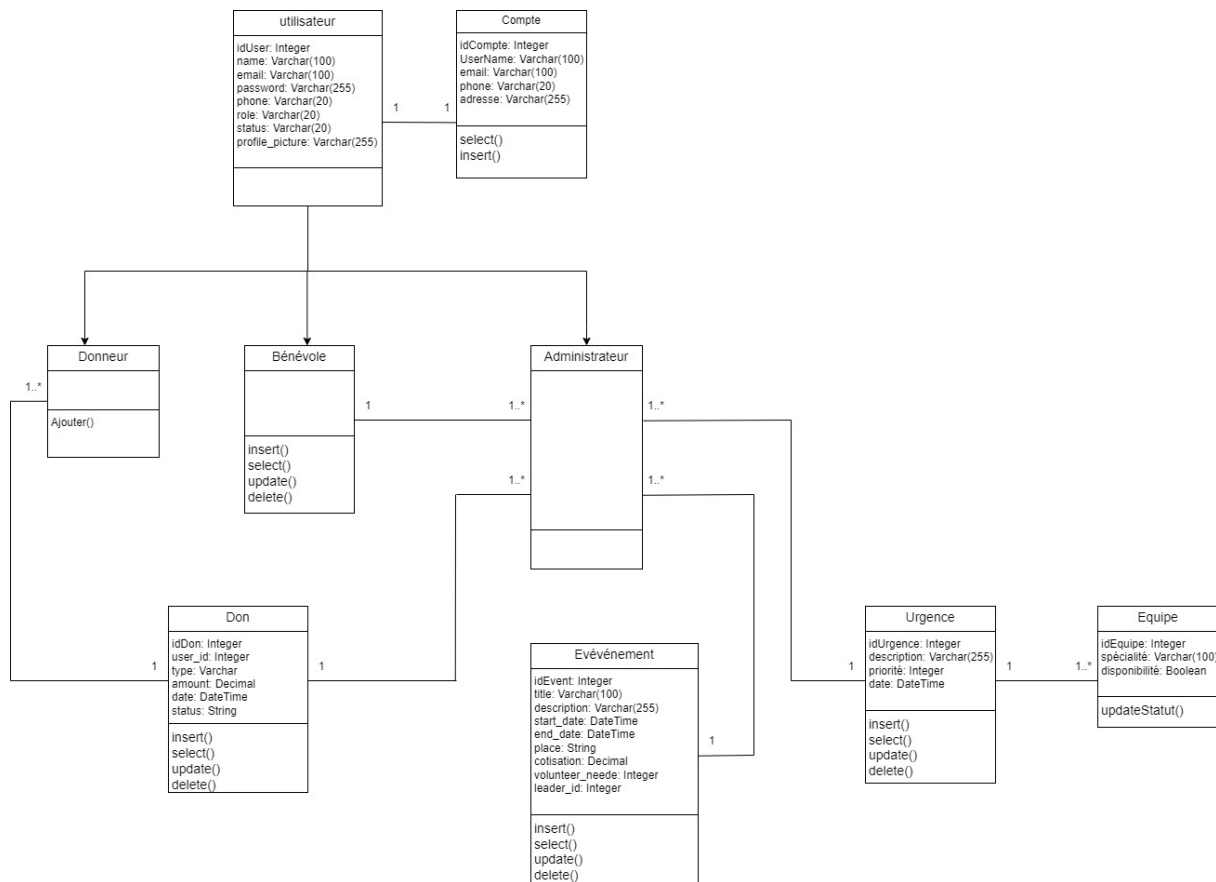 utilisateur
idUser: Integer
name: Varchar(100)
email: Varchar(100)
password: Varchar(255)
phone: Varchar(20)
role: Varchar(20)
status: Varchar(20)
profile_picture: Varchar(255)
1
1
Compte
idCompte: Integer
UserName: Varchar(100)
email: Varchar(100)
phone: Varchar(20)
adresse: Varchar(255)
select()
insert()
Donneur
Ajouter()
1..*
Bénévole
insert()
select()
update()
delete()
1
1..*
1..*
Administrateur
1..*
1..*
Don
idDon: Integer
user_id: Integer
type: Varchar
amount: Decimal
date: DateTime
status: String
insert()
select()
update()
delete()
1
1
Evévénement
idEvent: Integer
title: Varchar(100)
description: Varchar(255)
start_date: DateTime
end_date: DateTime
place: String
cotisation: Decimal
volunteer_neede: Integer
leader_id: Integer
insert()
select()
update()
delete()
1
1
Urgence
idUrgence: Integer
description: Varchar(255)
priorité: Integer
date: DateTime
insert()
select()
update()
delete()
1
1..*
Equipe
idEquipe: Integer
spécialité: Varchar(100)
disponibilité: Boolean
updateStatut()